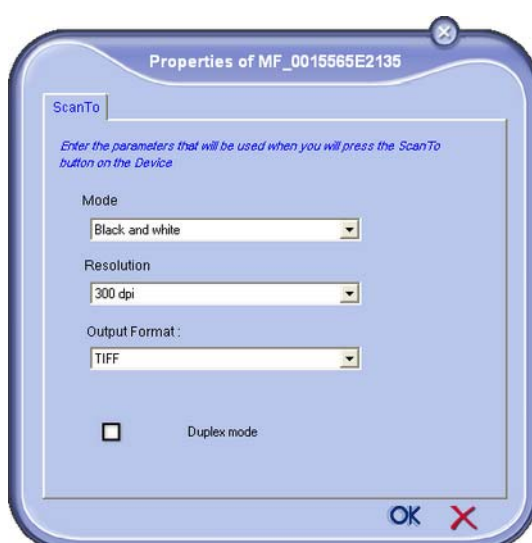 Properties of MF_0015565E2135
ScanTo
Enter the parameters that will be used when you will press the ScanTo
button on the Device
Mode
Black and white
Resolution
300 dpi
Output Format :
TIFF
Duplex mode
OK